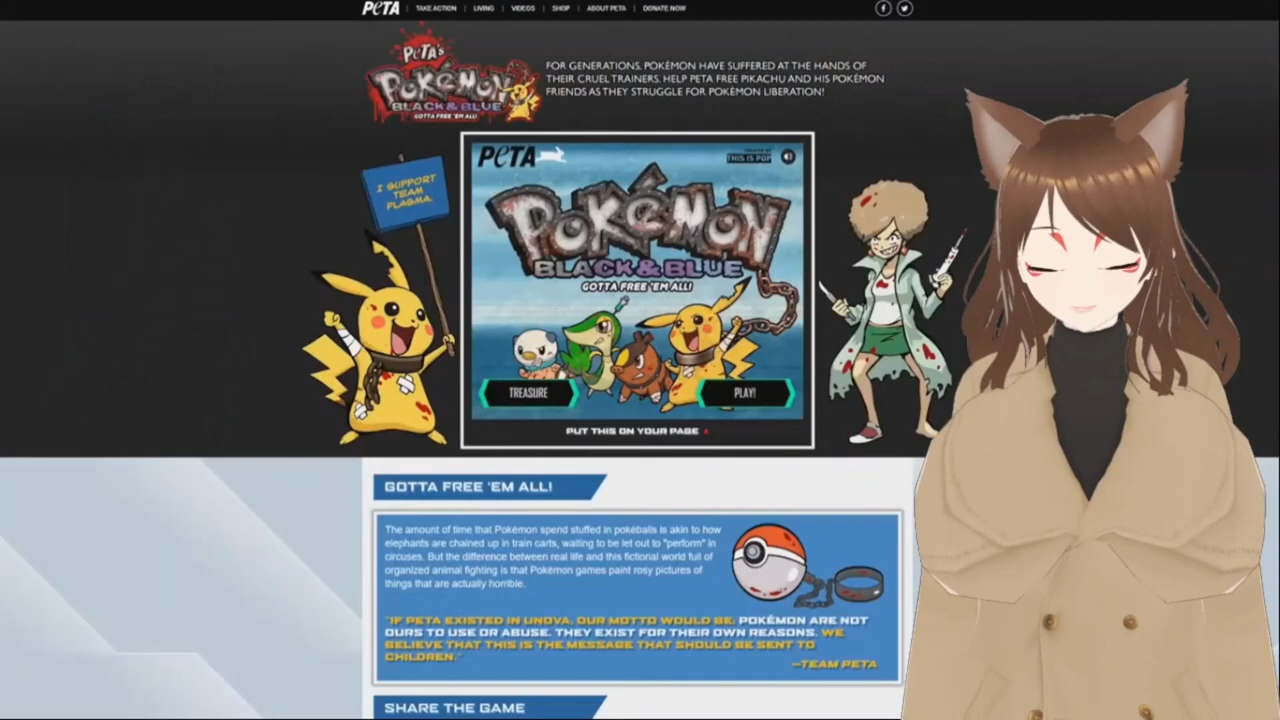 PETA TAKE ACTION | LIVING | VIDEOS | SHOP | ABOUT PETA | DONATE NOW
PETA's
POKÉMON
BLACK & BLUE
GOTTA FREE 'EM ALL!
FOR GENERATIONS, POKÉMON HAVE SUFFERED AT THE HANDS OF
THEIR CRUEL TRAINERS. HELP PETA FREE PIKACHU AND HIS POKÉMON
FRIENDS AS THEY STRUGGLE FOR POKÉMON LIBERATION!
I SUPPORT
TEAM
PLASMA.
PETA
CREATED BY
THIS IS POP
POKÉMON
BLACK & BLUE
GOTTA FREE 'EM ALL!
TREASURE
PLAY!
PUT THIS ON YOUR PAGE
GOTTA FREE 'EM ALL!
The amount of time that Pokémon spend stuffed in pokéballs is akin to how
elephants are chained up in train carts, waiting to be let out to "perform" in
circuses. But the difference between real life and this fictional world full of
organized animal fighting is that Pokémon games paint rosy pictures of
things that are actually horrible.
"IF PETA EXISTED IN UNOVA, OUR MOTTO WOULD BE: POKÉMON ARE NOT
OURS TO USE OR ABUSE. THEY EXIST FOR THEIR OWN REASONS. WE
BELIEVE THAT THIS IS THE MESSAGE THAT SHOULD BE SENT TO
CHILDREN."
—TEAM PETA
SHARE THE GAME